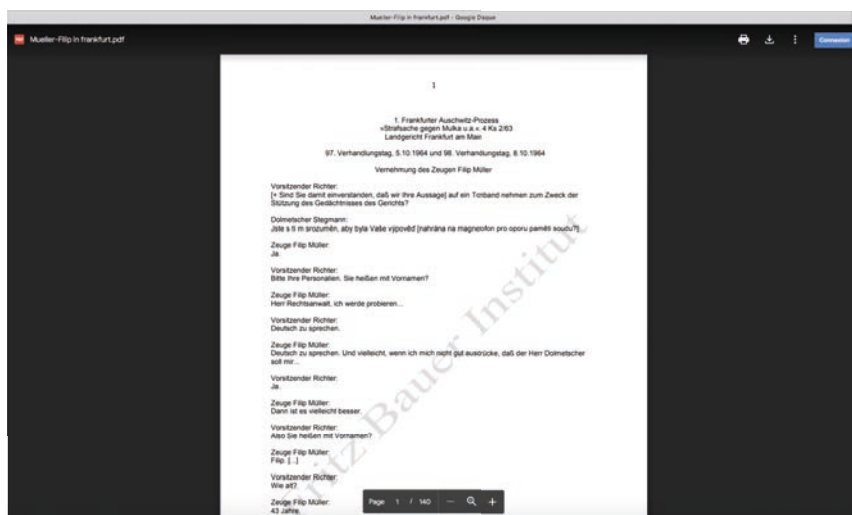 Mueller-Filip in frankfurt.pdf - Google Disque
PDF
Mueller-Filip in frankfurt.pdf
Connexion
1
1. Frankfurter Auschwitz-Prozess
»Strafsache gegen Mulka u.a.«, 4 Ks 2/63
Landgericht Frankfurt am Main
97. Verhandlungstag, 5.10.1964 und 98. Verhandlungstag, 8.10.1964
Vernehmung des Zeugen Filip Müller
Vorsitzender Richter:
[+ Sind Sie damit einverstanden, daß wir Ihre Aussage] auf ein Tonband nehmen zum Zweck der
Stützung des Gedächtnisses des Gerichts?
Dolmetscher Stegmann:
Jste s tí m srozuměn, aby byla Vaše výpověď [nahrána na magnetofon pro oporu paměti soudu?]
Zeuge Filip Müller:
Ja.
Vorsitzender Richter:
Bitte Ihre Personalien. Sie heißen mit Vornamen?
Zeuge Filip Müller:
Herr Rechtsanwalt, ich werde probieren...
Vorsitzender Richter:
Deutsch zu sprechen.
Zeuge Filip Müller:
Deutsch zu sprechen. Und vielleicht, wenn ich mich nicht gut ausdrücke, daß der Herr Dolmetscher
soll mir...
Vorsitzender Richter:
Ja.
Zeuge Filip Müller:
Dann ist es vielleicht besser.
Vorsitzender Richter:
Also Sie heißen mit Vornamen?
Zeuge Filip Müller:
Filip. [...]
Vorsitzender Richter:
Wie alt?
Zeuge Filip Müller:
43 Jahre.
Fritz Bauer Institut
Page 1 / 140